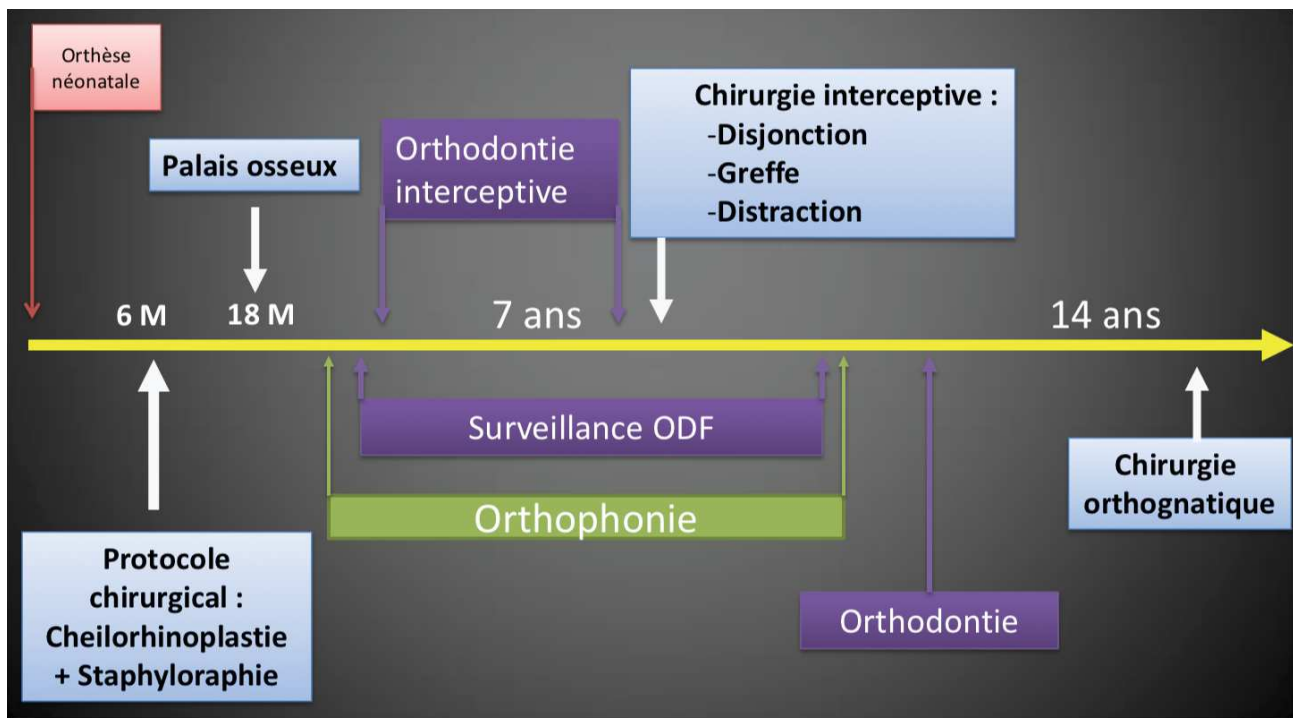 Orthèse
néonatale
Palais osseux
Orthodontie
interceptive
Chirurgie interceptive :
-Disjonction
-Greffe
-Distraction
6 M
18 M
7 ans
14 ans
Surveillance ODF
Orthophonie
Protocole
chirurgical :
Cheilorhinoplastie
+ Staphyloraphie
Orthodontie
Chirurgie
orthognatique